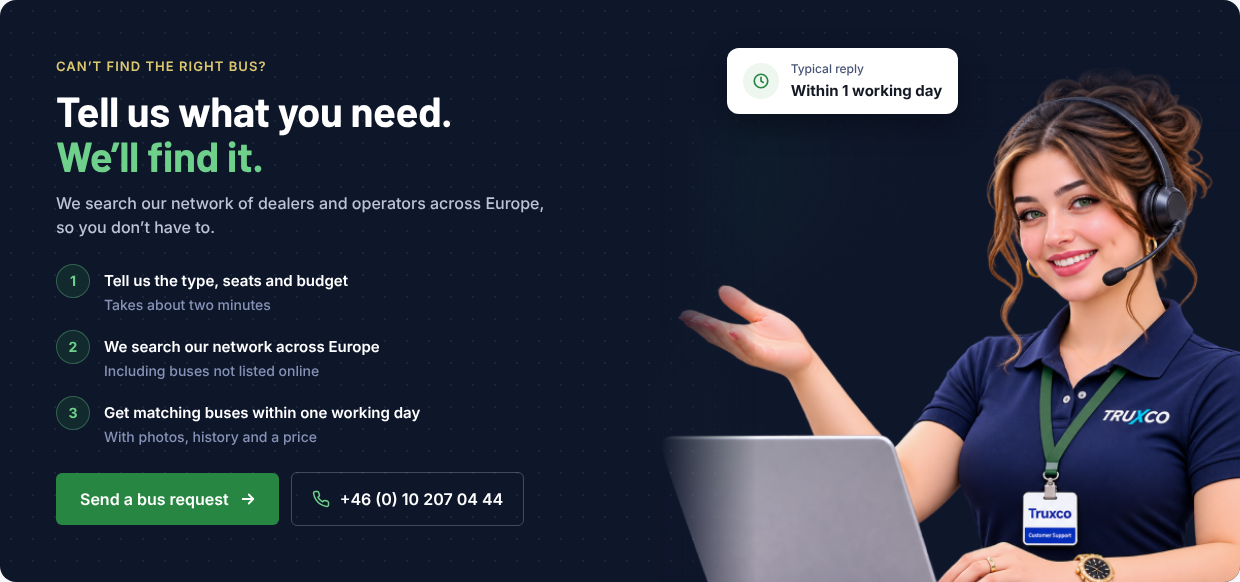 CAN’T FIND THE RIGHT BUS?
Tell us what you need.
We’ll find it.
We search our network of dealers and operators across Europe,
so you don’t have to.
1
Tell us the type, seats and budget
Takes about two minutes
2
We search our network across Europe
Including buses not listed online
3
Get matching buses within one working day
With photos, history and a price
Send a bus request
+46 (0) 10 207 04 44
Typical reply
Within 1 working day
TRUXCO
Truxco
Customer Support